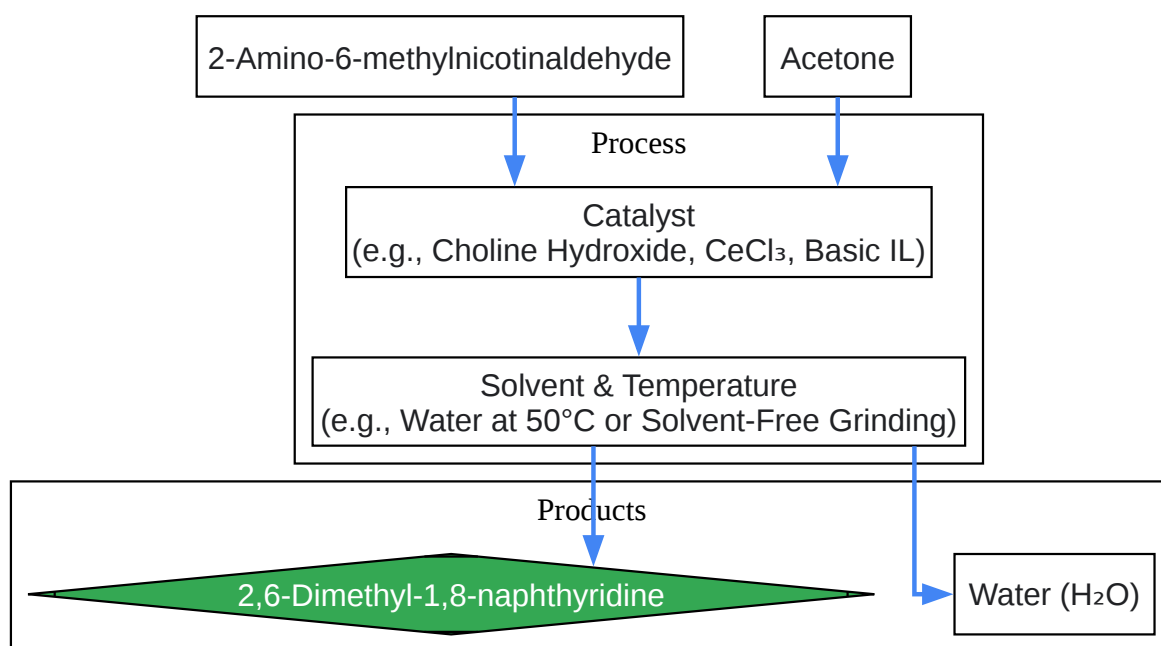 2-Amino-6-methylnicotinaldehyde
Acetone
Process
Catalyst
(e.g., Choline Hydroxide, CeCl₃, Basic IL)
Solvent & Temperature
(e.g., Water at 50°C or Solvent-Free Grinding)
Products
2,6-Dimethyl-1,8-naphthyridine
Water (H₂O)